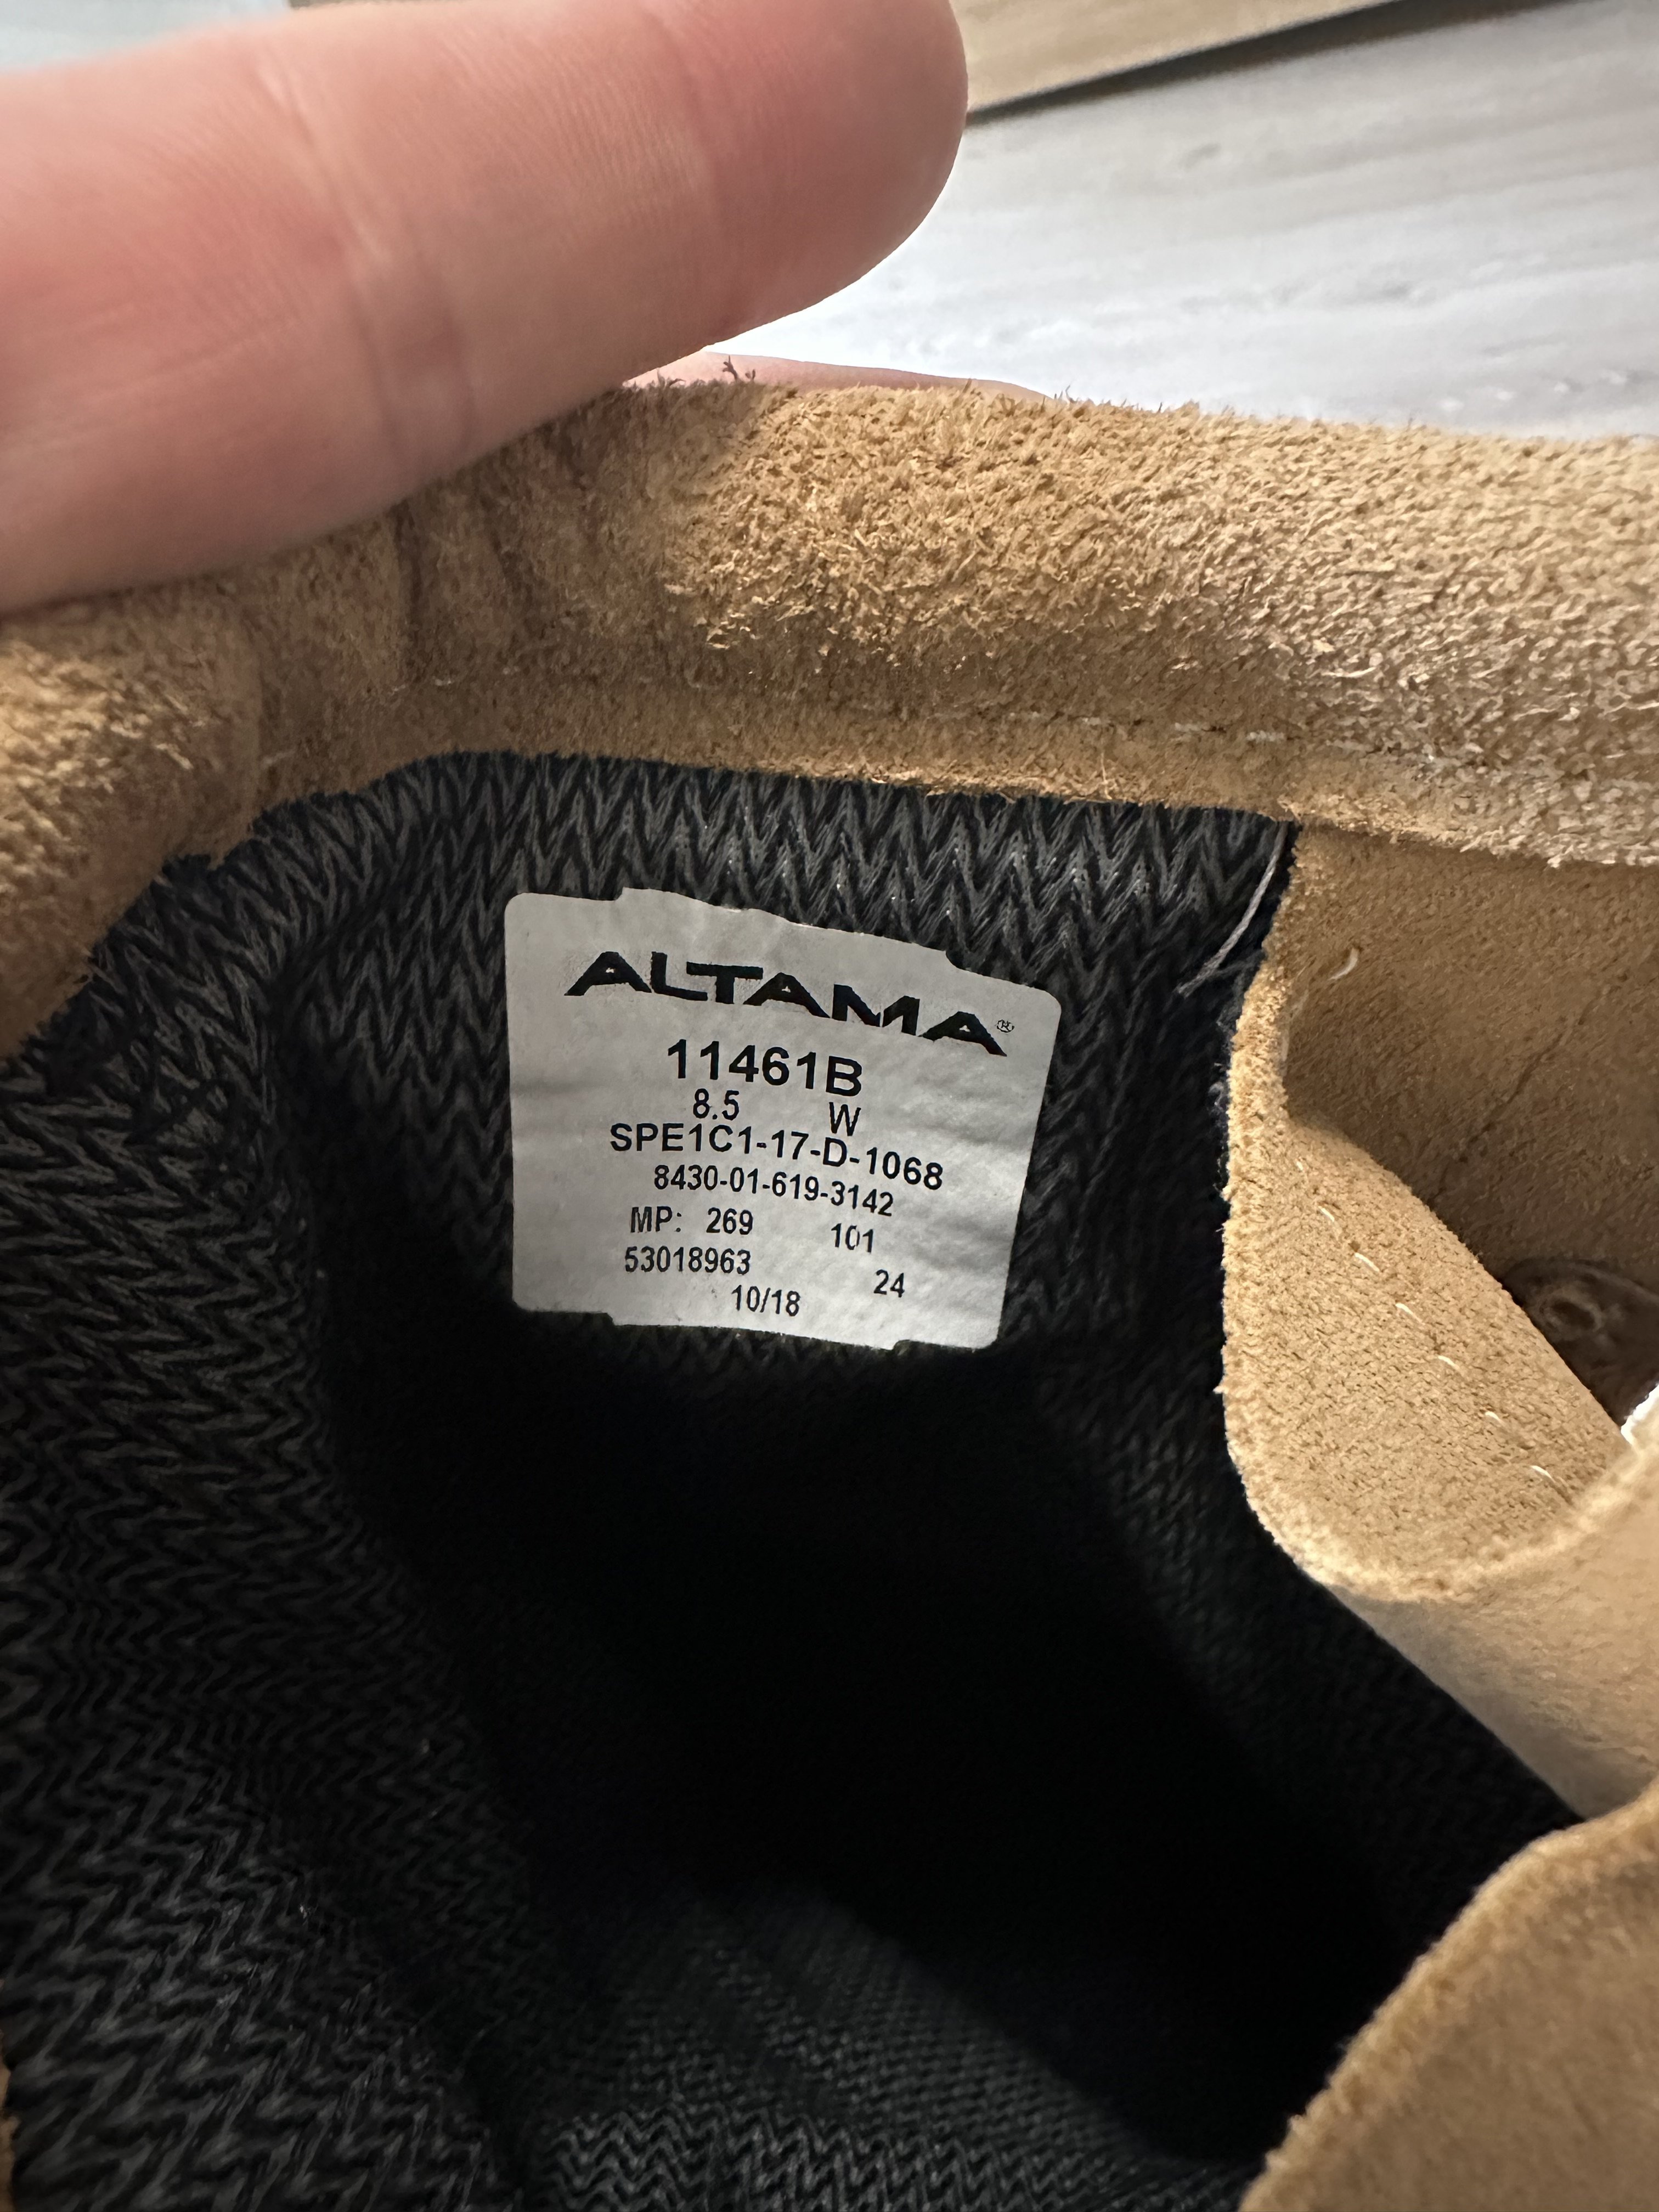 ALTAMA®
11461B
8.5 W
SPE1C1-17-D-1068
8430-01-619-3142
MP: 269 101
53018963 24
10/18